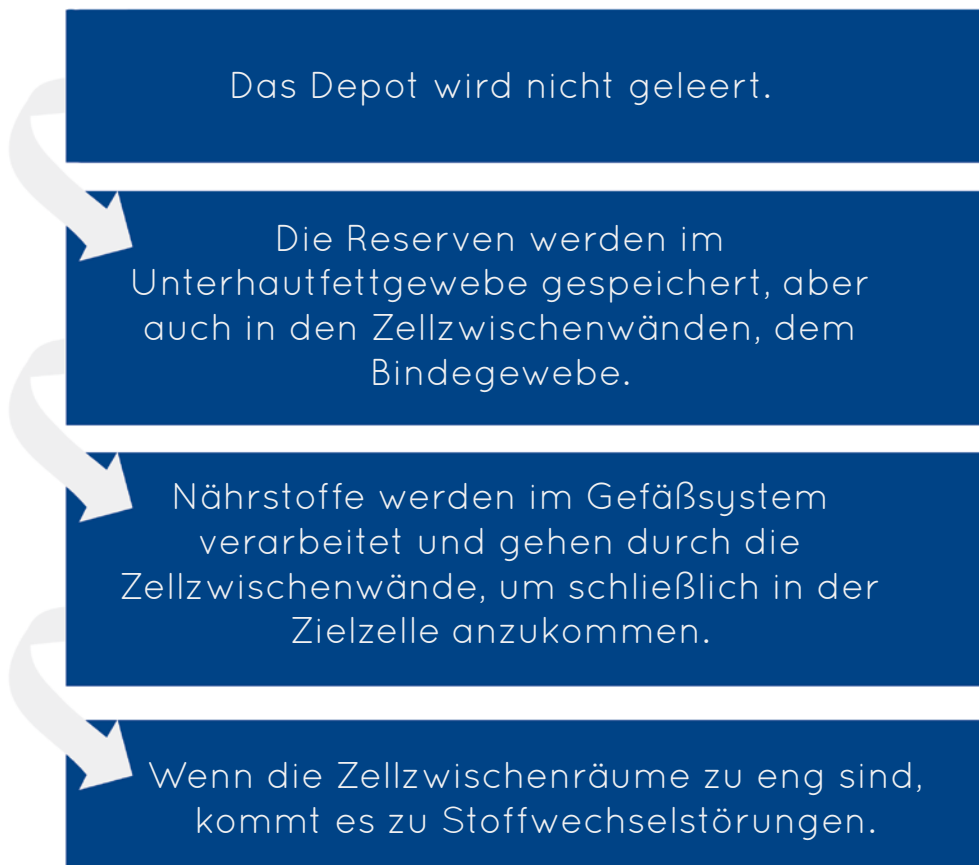 Das Depot wird nicht geleert.
Die Reserven werden im
Unterhautfettgewebe gespeichert, aber
auch in den Zellzwischenwänden, dem
Bindegewebe.
Nährstoffe werden im Gefäßsystem
verarbeitet und gehen durch die
Zellzwischenwände, um schließlich in der
Zielzelle anzukommen.
Wenn die Zellzwischenräume zu eng sind,
kommt es zu Stoffwechselstörungen.